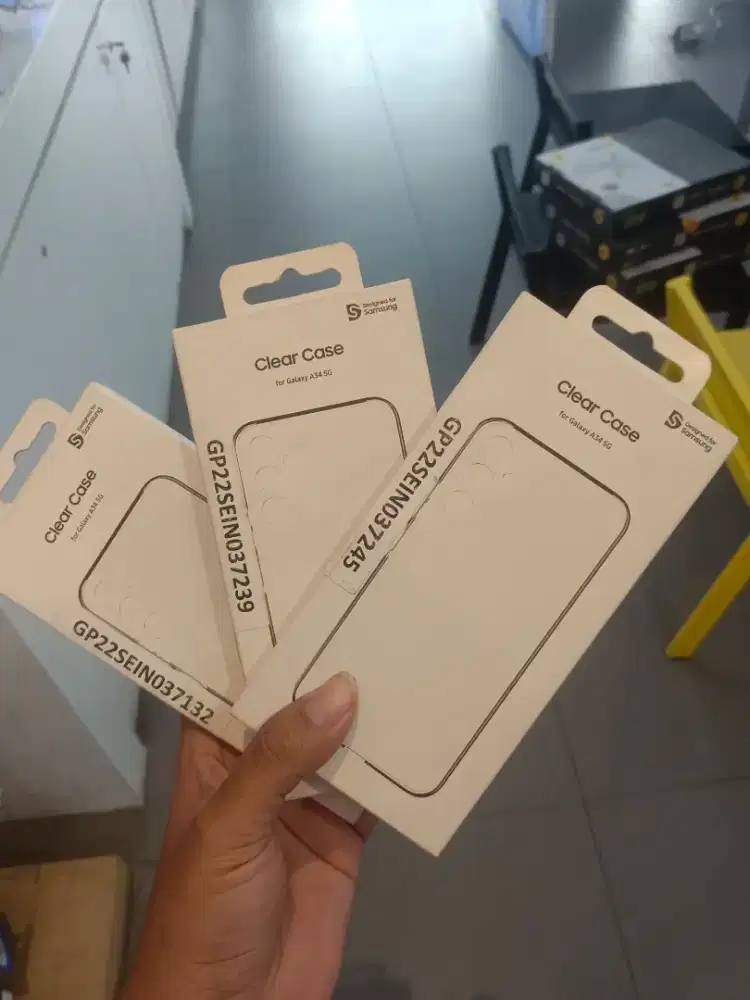 Designed for
Samsung
Clear Case
for Galaxy A34 5G
GP22SEIN037132
Designed for
Samsung
Clear Case
for Galaxy A34 5G
GP22SEIN037239
Designed for
Samsung
Clear Case
for Galaxy A34 5G
GP22SEIN037245